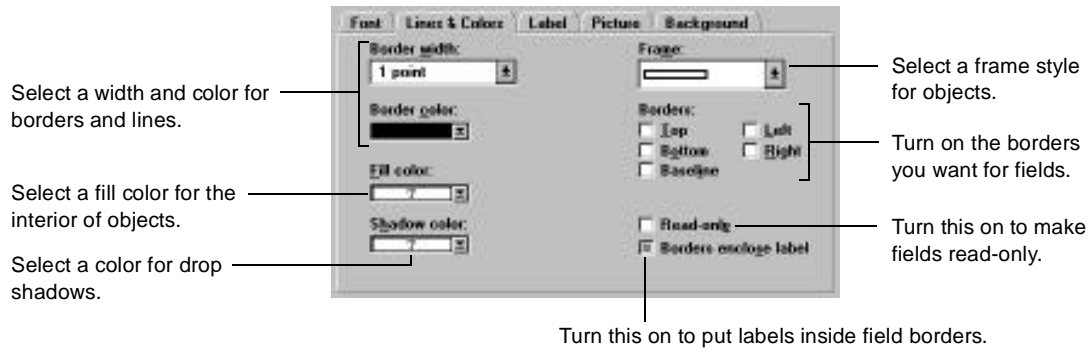 Font Lines & Colors Label Picture Background
Border width:
1 point
Frame:
Select a width and color for
borders and lines.
Select a frame style
for objects.
Border color:
Borders:
Top Left
Bottom Right
Baseline
Turn on the borders
you want for fields.
Fill color:
?
Select a fill color for the
interior of objects.
Shadow color:
?
Select a color for drop
shadows.
Read-only
Borders enclose label
Turn this on to make
fields read-only.
Turn this on to put labels inside field borders.